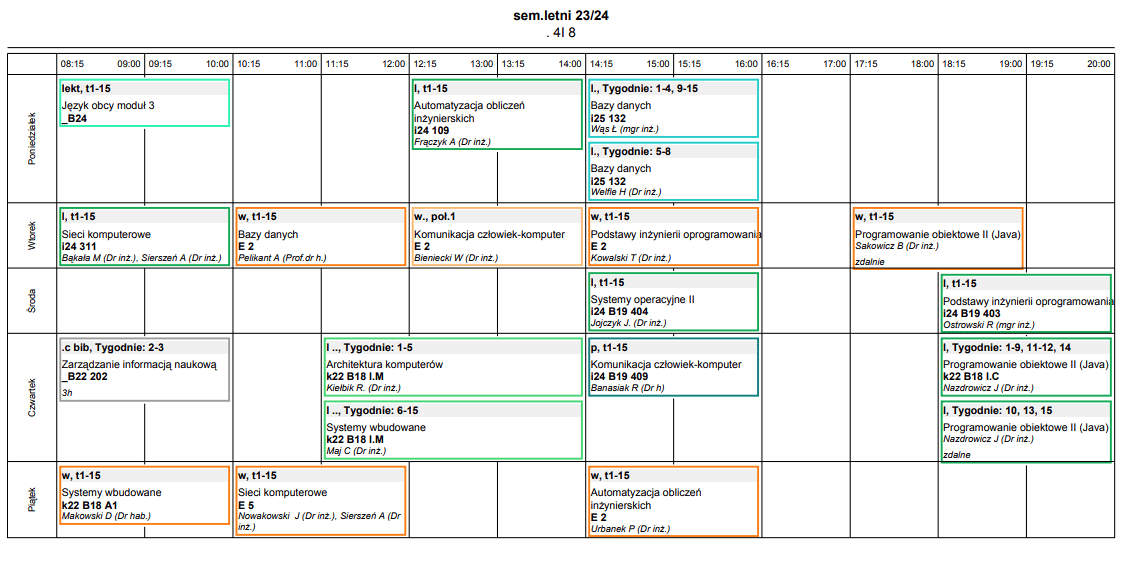 sem.letni 23/24
. 4I 8
08:15 09:00 09:15 10:00 10:15 11:00 11:15 12:00 12:15 13:00 13:15 14:00 14:15 15:00 15:15 16:00 16:15 17:00 17:15 18:00 18:15 19:00 19:15 20:00
Poniedziałek
lekt, t1-15
Język obcy moduł 3
_B24
l, t1-15
Automatyzacja obliczeń
inżynierskich
i24 109
Frączyk A (Dr inż.)
l., Tygodnie: 1-4, 9-15
Bazy danych
i25 132
Wąs Ł (mgr inż.)
l., Tygodnie: 5-8
Bazy danych
i25 132
Welfle H (Dr inż.)
Wtorek
l, t1-15
Sieci komputerowe
i24 311
Bąkała M (Dr inż.), Sierszeń A (Dr inż.)
w, t1-15
Bazy danych
E 2
Pelikant A (Prof.dr h.)
w., poł.1
Komunikacja człowiek-komputer
E 2
Bieniecki W (Dr inż.)
w, t1-15
Podstawy inżynierii oprogramowania
E 2
Kowalski T (Dr inż.)
w, t1-15
Programowanie obiektowe II (Java)
Sakowicz B (Dr inż.)
zdalnie
Środa
l, t1-15
Systemy operacyjne II
i24 B19 404
Jojczyk J. (Dr inż.)
l, t1-15
Podstawy inżynierii oprogramowania
i24 B19 403
Ostrowski R (mgr inż.)
Czwartek
.c bib, Tygodnie: 2-3
Zarządzanie informacją naukową
_B22 202
3h
l .., Tygodnie: 1-5
Architektura komputerów
k22 B18 I.M
Kiełbik R. (Dr inż.)
l .., Tygodnie: 6-15
Systemy wbudowane
k22 B18 I.M
Maj C (Dr inż.)
p, t1-15
Komunikacja człowiek-komputer
i24 B19 409
Banasiak R (Dr h)
l, Tygodnie: 1-9, 11-12, 14
Programowanie obiektowe II (Java)
k22 B18 I.C
Nazdrowicz J (Dr inż.)
l, Tygodnie: 10, 13, 15
Programowanie obiektowe II (Java)
Nazdrowicz J (Dr inż.)
zdalne
Piątek
w, t1-15
Systemy wbudowane
k22 B18 A1
Makowski D (Dr hab.)
w, t1-15
Sieci komputerowe
E 5
Nowakowski J (Dr inż.), Sierszeń A (Dr
inż.)
w, t1-15
Automatyzacja obliczeń
inżynierskich
E 2
Urbanek P (Dr inż.)